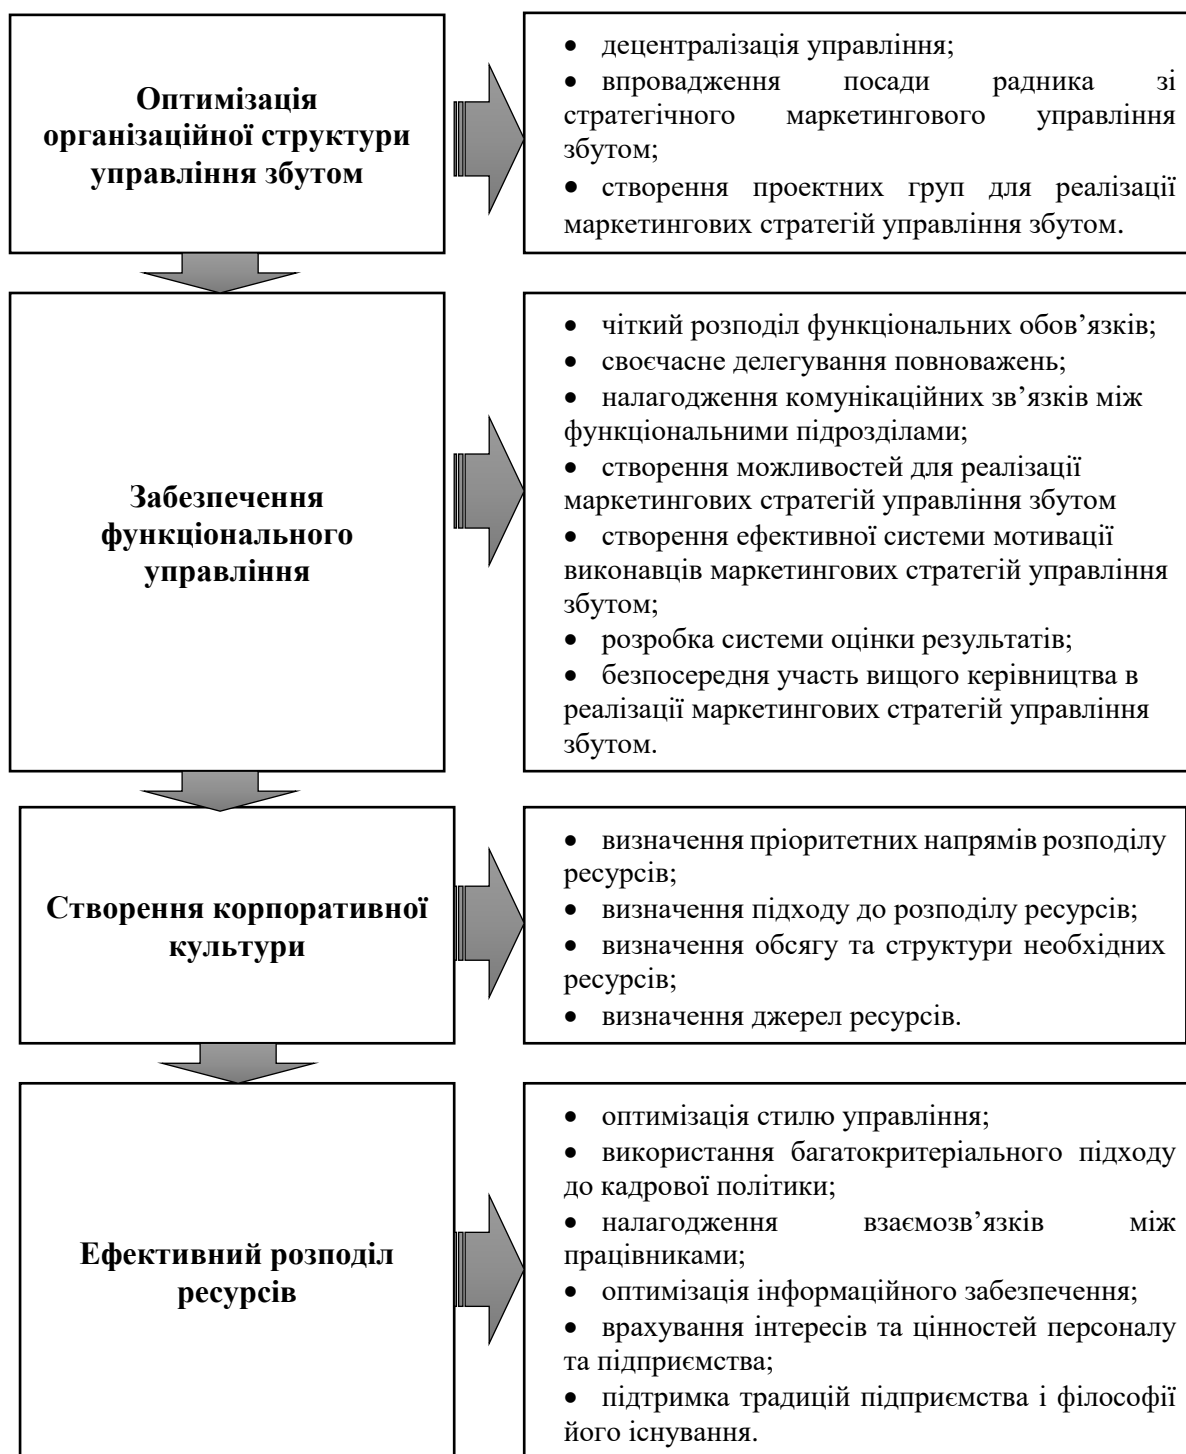 Оптимізація
організаційної структури
управління збутом
• децентралізація управління;
• впровадження посади радника зі
стратегічного маркетингового управління
збутом;
• створення проектних груп для реалізації
маркетингових стратегій управління збутом.
Забезпечення
функціонального
управління
• чіткий розподіл функціональних обов’язків;
• своєчасне делегування повноважень;
• налагодження комунікаційних зв’язків між
функціональними підрозділами;
• створення можливостей для реалізації
маркетингових стратегій управління збутом
• створення ефективної системи мотивації
виконавців маркетингових стратегій управління
збутом;
• розробка системи оцінки результатів;
• безпосередня участь вищого керівництва в
реалізації маркетингових стратегій управління
збутом.
Створення корпоративної
культури
• визначення пріоритетних напрямів розподілу
ресурсів;
• визначення підходу до розподілу ресурсів;
• визначення обсягу та структури необхідних
ресурсів;
• визначення джерел ресурсів.
Ефективний розподіл
ресурсів
• оптимізація стилю управління;
• використання багатокритеріального підходу
до кадрової політики;
• налагодження взаємозв’язків між
працівниками;
• оптимізація інформаційного забезпечення;
• врахування інтересів та цінностей персоналу
та підприємства;
• підтримка традицій підприємства і філософії
його існування.